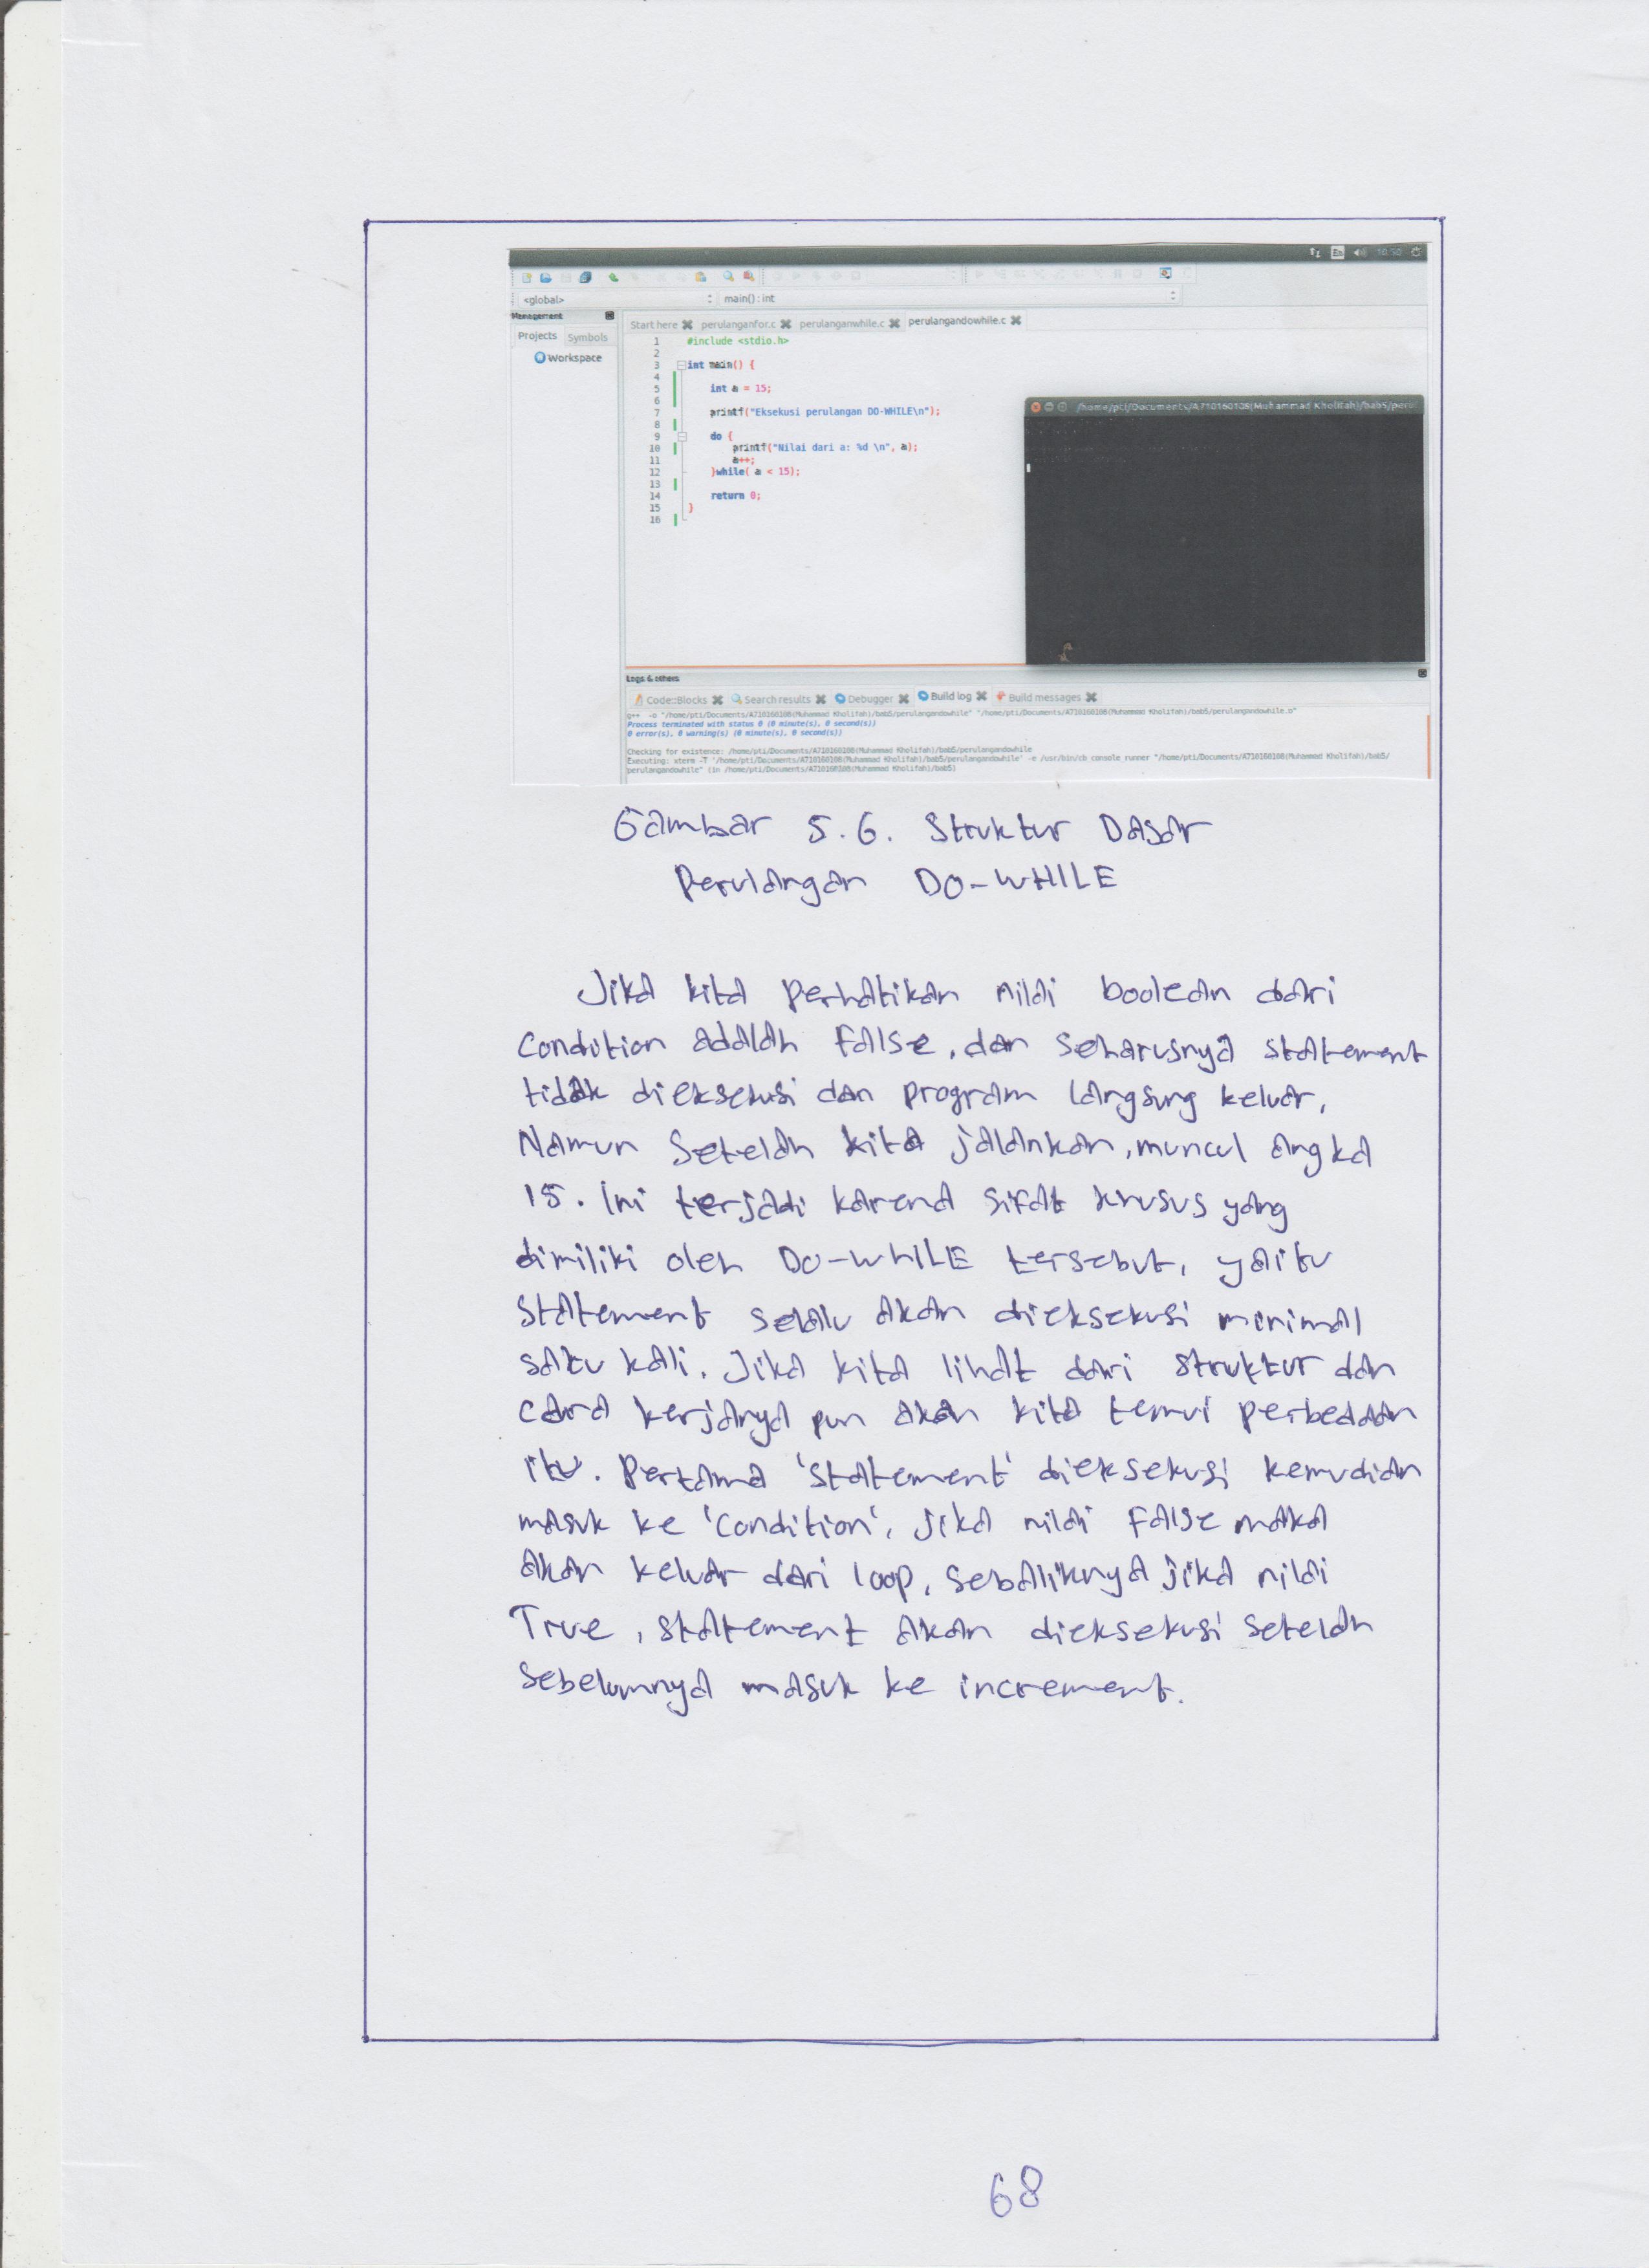 10:50
<global>
main() : int
Management
Projects Symbols
Workspace
Start here perulanganfor.c perulanganwhile.c perulangandowhile.c
1 #include <stdio.h>
2
3 int main() {
4
5 int a = 15;
6
7 printf("Eksekusi perulangan DO-WHILE\n");
8
9 do {
10 printf("Nilai dari a: %d \n", a);
11 a++;
12 }while( a < 15);
13
14 return 0;
15 }
16
/home/pti/Documents/A710160108(Muhammad Kholifah)/bab5/peru
Logs & others
Code::Blocks Search results Debugger Build log Build messages
g++ -o "/home/pti/Documents/A710160108(Muhammad Kholifah)/bab5/perulangandowhile" "/home/pti/Documents/A710160108(Muhammad Kholifah)/bab5/perulangandowhile.o"
Process terminated with status 0 (0 minute(s), 0 second(s))
0 error(s), 0 warning(s) (0 minute(s), 0 second(s))
Checking for existence: /home/pti/Documents/A710160108(Muhammad Kholifah)/bab5/perulangandowhile
Executing: xterm -T '/home/pti/Documents/A710160108(Muhammad Kholifah)/bab5/perulangandowhile' -e /usr/bin/cb_console_runner "/home/pti/Documents/A710160108(Muhammad Kholifah)/bab5/
perulangandowhile" (in /home/pti/Documents/A710160108(Muhammad Kholifah)/bab5)
Gambar 5.6. Struktur Dasar
Perulangan DO-WHILE
Jika kita perhatikan nilai boolean dari
condition adalah False, dan seharusnya statement
tidak dieksekusi dan program langsung keluar,
Namun setelah kita jalankan, muncul angka
15. Ini terjadi karena sifat khusus yang
dimiliki oleh DO-WHILE tersebut, yaitu
statement selalu akan dieksekusi minimal
satu kali. Jika kita lihat dari struktur dan
cara kerjanya pun akan kita temui perbedaan
itu. Pertama 'statement' dieksekusi kemudian
masuk ke 'condition', jika nilai False maka
akan keluar dari loop, sebaliknya jika nilai
True, statement akan dieksekusi setelah
sebelumnya masuk ke increment.
68